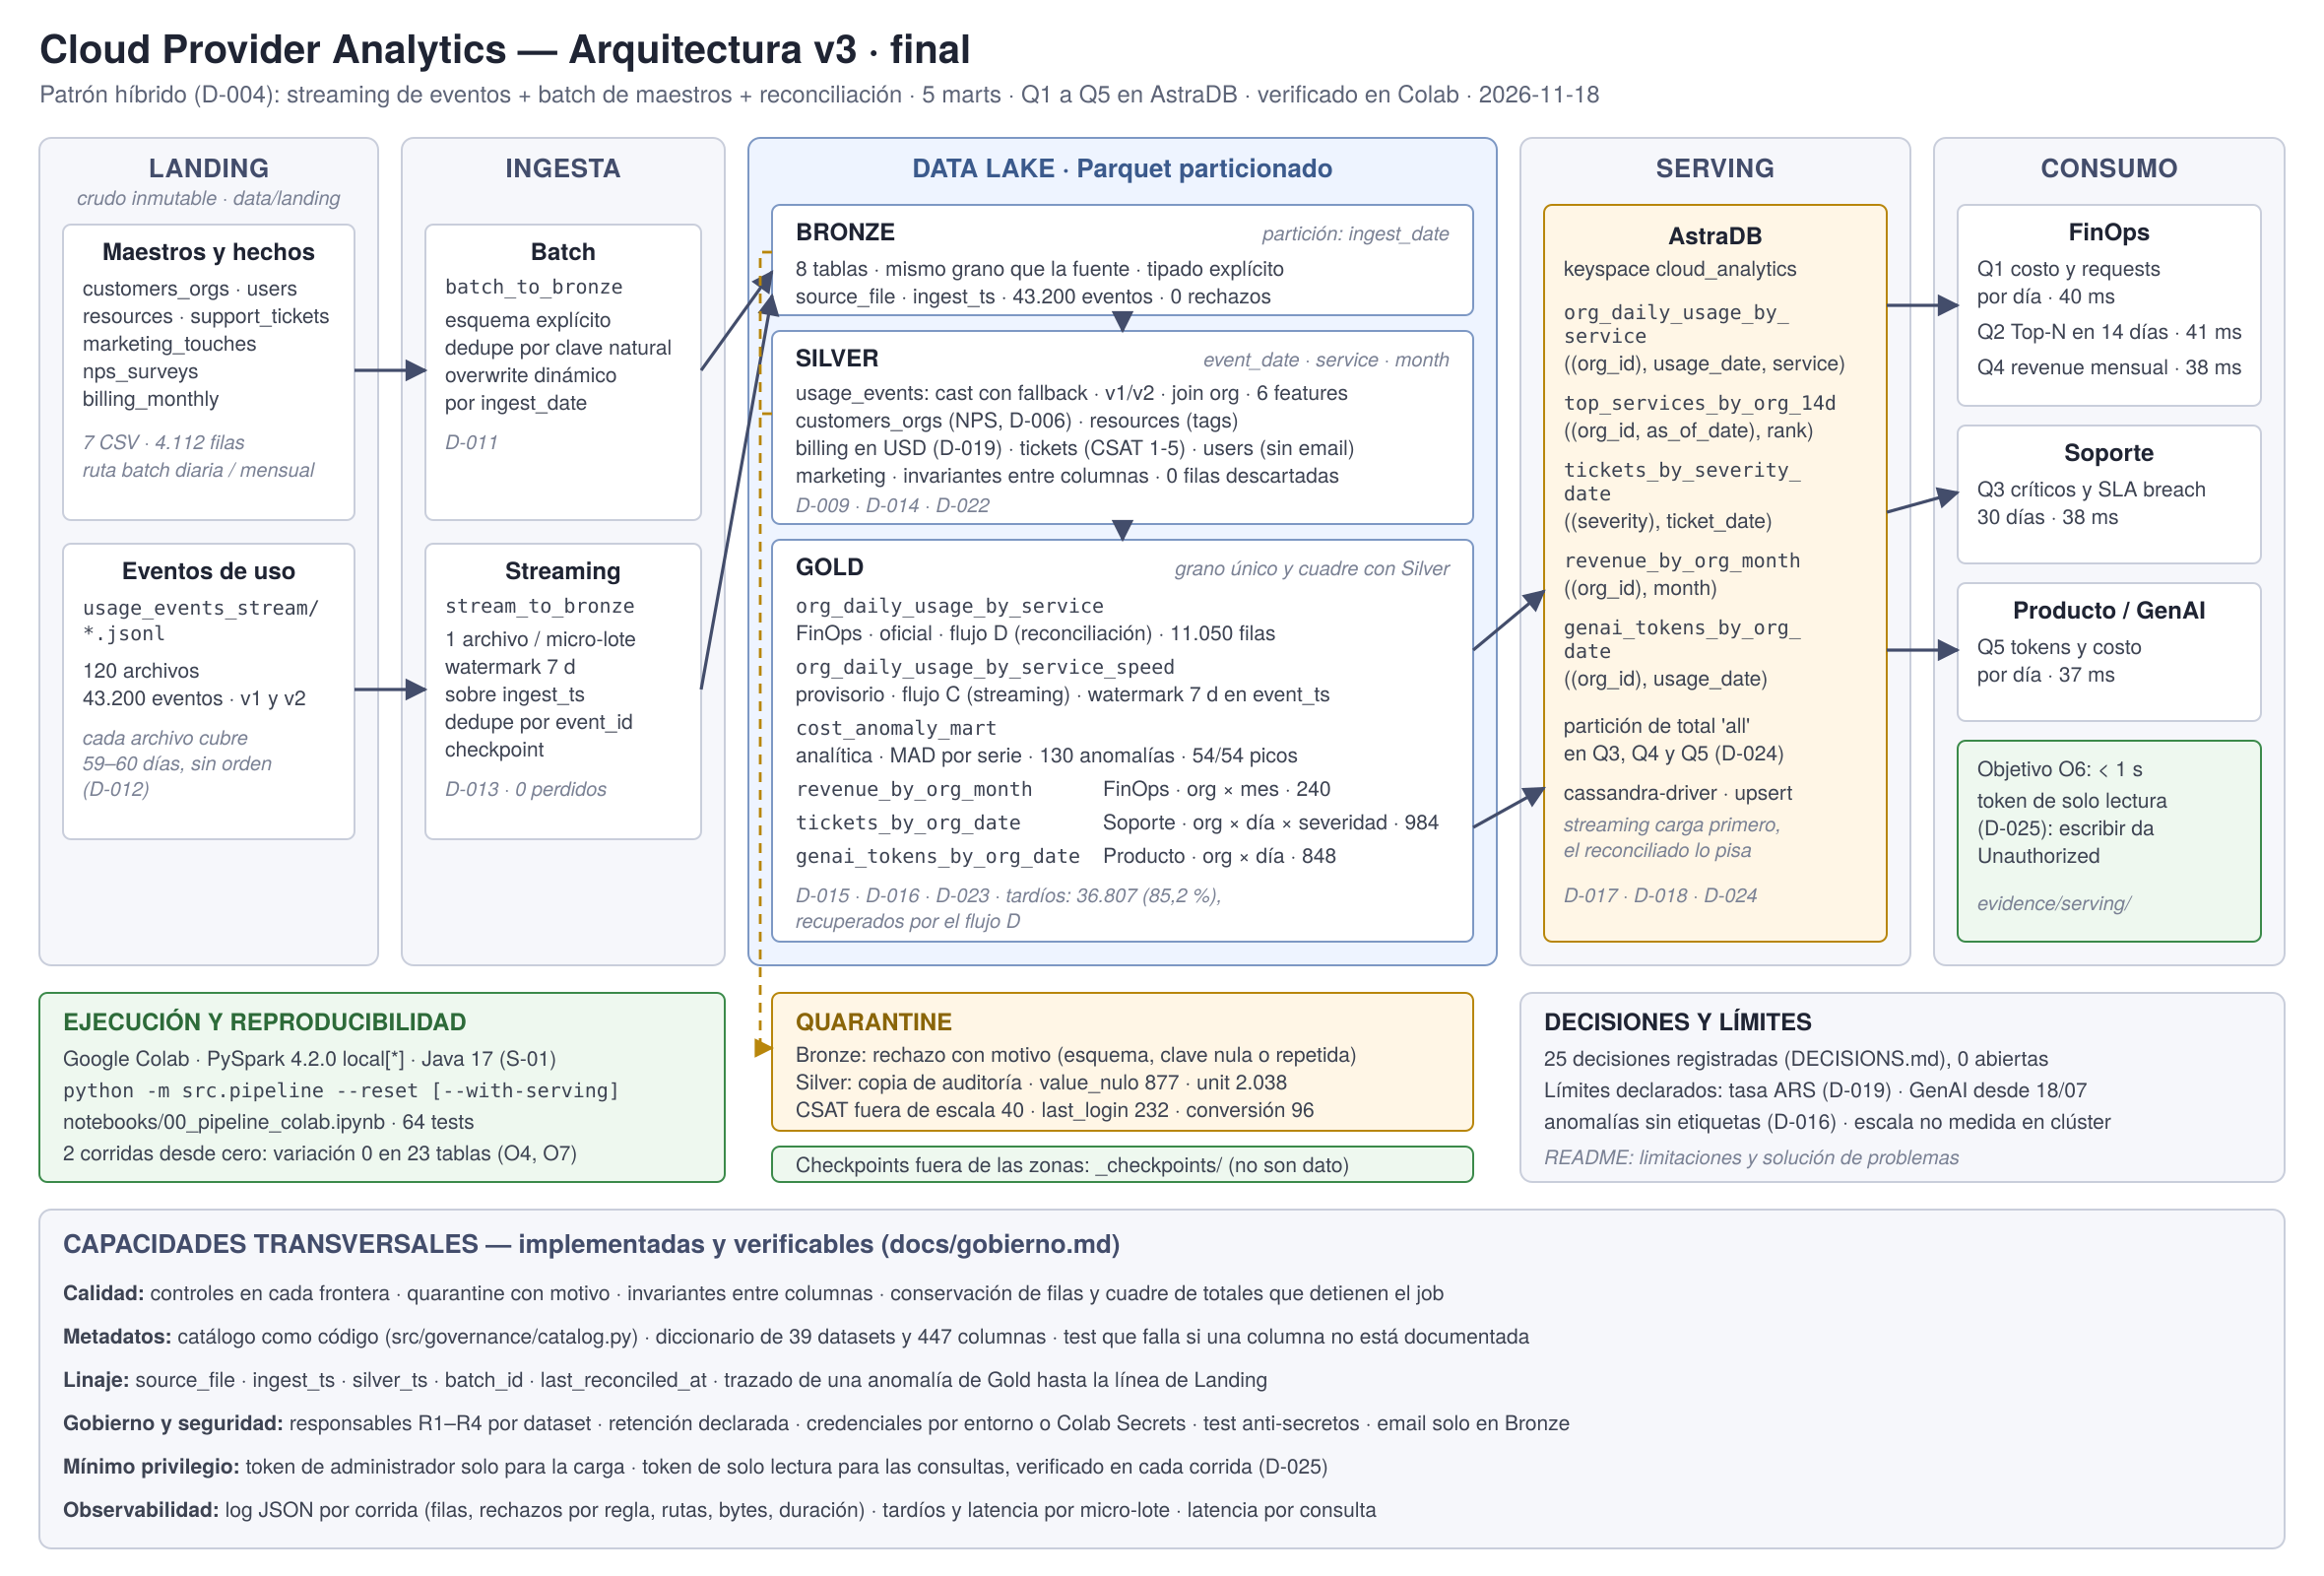 Cloud Provider Analytics — Arquitectura v3 · final
Patrón híbrido (D-004): streaming de eventos + batch de maestros + reconciliación · 5 marts · Q1 a Q5 en AstraDB · verificado en Colab · 2026-11-18
LANDING
crudo inmutable · data/landing
Maestros y hechos
customers_orgs · users
resources · support_tickets
marketing_touches
nps_surveys
billing_monthly
7 CSV · 4.112 filas
ruta batch diaria / mensual
Eventos de uso
usage_events_stream/
*.jsonl
120 archivos
43.200 eventos · v1 y v2
cada archivo cubre
59–60 días, sin orden
(D-012)
INGESTA
Batch
batch_to_bronze
esquema explícito
dedupe por clave natural
overwrite dinámico
por ingest_date
D-011
Streaming
stream_to_bronze
1 archivo / micro-lote
watermark 7 d
sobre ingest_ts
dedupe por event_id
checkpoint
D-013 · 0 perdidos
DATA LAKE · Parquet particionado
BRONZE
partición: ingest_date
8 tablas · mismo grano que la fuente · tipado explícito
source_file · ingest_ts · 43.200 eventos · 0 rechazos
SILVER
event_date · service · month
usage_events: cast con fallback · v1/v2 · join org · 6 features
customers_orgs (NPS, D-006) · resources (tags)
billing en USD (D-019) · tickets (CSAT 1-5) · users (sin email)
marketing · invariantes entre columnas · 0 filas descartadas
D-009 · D-014 · D-022
GOLD
grano único y cuadre con Silver
org_daily_usage_by_service
FinOps · oficial · flujo D (reconciliación) · 11.050 filas
org_daily_usage_by_service_speed
provisorio · flujo C (streaming) · watermark 7 d en event_ts
cost_anomaly_mart
analítica · MAD por serie · 130 anomalías · 54/54 picos
revenue_by_org_month FinOps · org × mes · 240
tickets_by_org_date Soporte · org × día × severidad · 984
genai_tokens_by_org_date Producto · org × día · 848
D-015 · D-016 · D-023 · tardíos: 36.807 (85,2 %),
recuperados por el flujo D
SERVING
AstraDB
keyspace cloud_analytics
org_daily_usage_by_
service
((org_id), usage_date, service)
top_services_by_org_14d
((org_id, as_of_date), rank)
tickets_by_severity_
date
((severity), ticket_date)
revenue_by_org_month
((org_id), month)
genai_tokens_by_org_
date
((org_id), usage_date)
partición de total 'all'
en Q3, Q4 y Q5 (D-024)
cassandra-driver · upsert
streaming carga primero,
el reconciliado lo pisa
D-017 · D-018 · D-024
CONSUMO
FinOps
Q1 costo y requests
por día · 40 ms
Q2 Top-N en 14 días · 41 ms
Q4 revenue mensual · 38 ms
Soporte
Q3 críticos y SLA breach
30 días · 38 ms
Producto / GenAI
Q5 tokens y costo
por día · 37 ms
Objetivo O6: < 1 s
token de solo lectura
(D-025): escribir da
Unauthorized
evidence/serving/
EJECUCIÓN Y REPRODUCIBILIDAD
Google Colab · PySpark 4.2.0 local[*] · Java 17 (S-01)
python -m src.pipeline --reset [--with-serving]
notebooks/00_pipeline_colab.ipynb · 64 tests
2 corridas desde cero: variación 0 en 23 tablas (O4, O7)
QUARANTINE
Bronze: rechazo con motivo (esquema, clave nula o repetida)
Silver: copia de auditoría · value_nulo 877 · unit 2.038
CSAT fuera de escala 40 · last_login 232 · conversión 96
Checkpoints fuera de las zonas: _checkpoints/ (no son dato)
DECISIONES Y LÍMITES
25 decisiones registradas (DECISIONS.md), 0 abiertas
Límites declarados: tasa ARS (D-019) · GenAI desde 18/07
anomalías sin etiquetas (D-016) · escala no medida en clúster
README: limitaciones y solución de problemas
CAPACIDADES TRANSVERSALES — implementadas y verificables (docs/gobierno.md)
Calidad: controles en cada frontera · quarantine con motivo · invariantes entre columnas · conservación de filas y cuadre de totales que detienen el job
Metadatos: catálogo como código (src/governance/catalog.py) · diccionario de 39 datasets y 447 columnas · test que falla si una columna no está documentada
Linaje: source_file · ingest_ts · silver_ts · batch_id · last_reconciled_at · trazado de una anomalía de Gold hasta la línea de Landing
Gobierno y seguridad: responsables R1–R4 por dataset · retención declarada · credenciales por entorno o Colab Secrets · test anti-secretos · email solo en Bronze
Mínimo privilegio: token de administrador solo para la carga · token de solo lectura para las consultas, verificado en cada corrida (D-025)
Observabilidad: log JSON por corrida (filas, rechazos por regla, rutas, bytes, duración) · tardíos y latencia por micro-lote · latencia por consulta